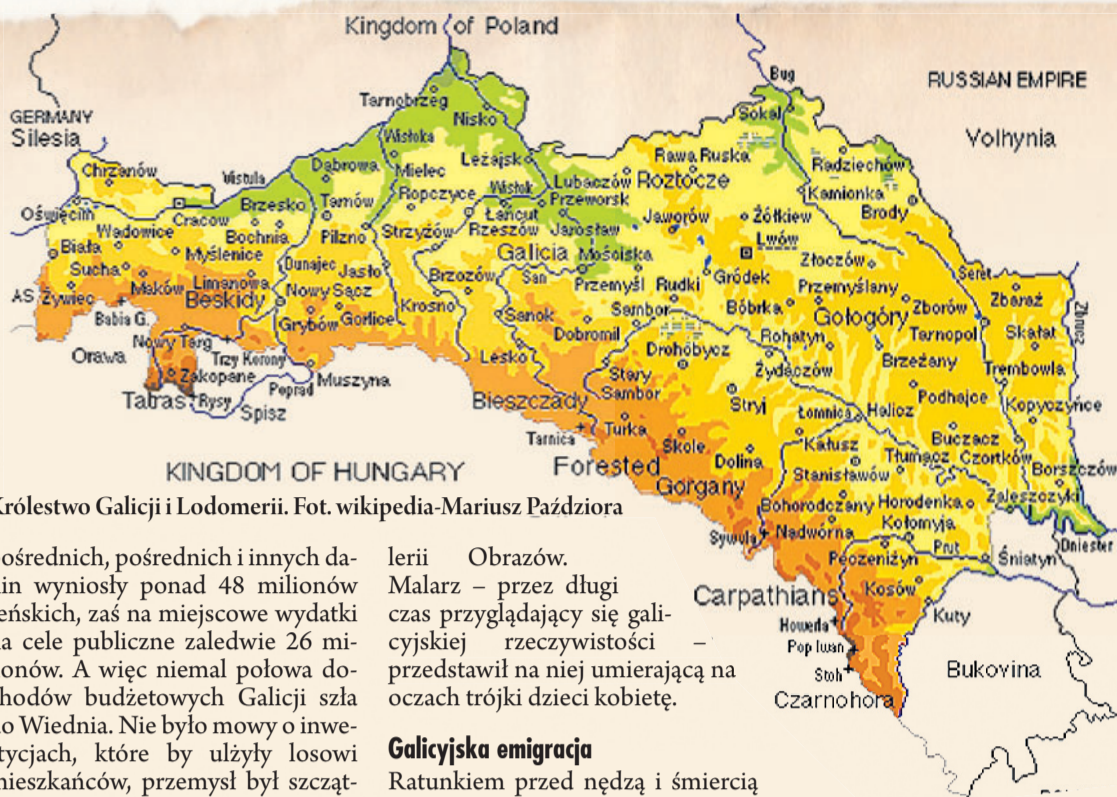 Kingdom of Poland
RUSSIAN EMPIRE
GERMANY
Silesia
Volhynia
Bug
Tarnobrzeg
Nisko
Sokal
Wisłoka
Dąbrowa
Mielec
Leżajsk
Rawa Ruska
Radziechów
Chrzanów
Wistula
Ropczyce
Wisłok
Lubaczów
Roztocze
Kamionka
Oświęcim
Cracow
Brzesko
Tarnów
Łańcut
Przeworsk
Brody
Wadowice
Bochnia
Pilzno
Strzyżów
Rzeszów
Jarosław
Jaworów
Żółkiew
Lwów
Biała
Myślenice
Galicia
Mościska
Złoczów
Sucha
Dunajec
Jasło
Brzozów
San
Przemyśl
Rudki
Gródek
Przemyślany
Seret
AS
Żywiec
Maków
Limanowa
Beskidy
Nowy Sącz
Krosno
Sanok
Sambor
Bóbrka
Gołogóry
Zborów
Zbaraż
Zbrucz
Babia G.
Grybów
Gorlice
Dobromil
Rohatyn
Tarnopol
Skałat
Orawa
Nowy Targ
Trzy Korony
Lesko
Drohobycz
Żydaczów
Brzeżany
Trembowla
Zakopane
Poprad
Muszyna
Stary
Sambor
Tatras
Rysy
Spisz
Bieszczady
Stryj
Łomnica
Halicz
Podhajce
Kopyczyńce
Tarnica
Turka
Skole
Kałusz
Buczacz
KINGDOM OF HUNGARY
Forested
Dolina
Tłumacz
Czortków
Stanisławów
Borszczów
Gorgany
Bohorodczany
Horodenka
Zaleszczyki
Sywula
Nadworna
Kołomyja
Dniester
Peczeniżyn
Prut
Śniatyn
Carpathians
Kosów
Howerla
Kuty
Pop Iwan
Stoh
Bukovina
Czarnohora
Królestwo Galicji i Lodomerii. Fot. wikipedia-Mariusz Paździora
pośrednich, pośrednich i innych da-
in wyniosły ponad 48 milionów
eńskich, zaś na miejscowe wydatki
a cele publiczne zaledwie 26 mi-
onów. A więc niemal połowa do-
hodów budżetowych Galicji szła
do Wiednia. Nie było mowy o inwe-
tycjach, które by ulżyły losowi
mieszkańców, przemysł był szcząt-
lerii Obrazów.
Malarz – przez długi
czas przyglądający się gali-
cyjskiej rzeczywistości –
przedstawił na niej umierającą na
oczach trójki dzieci kobietę.
Galicyjska emigracja
Ratunkiem przed nędzą i śmiercią